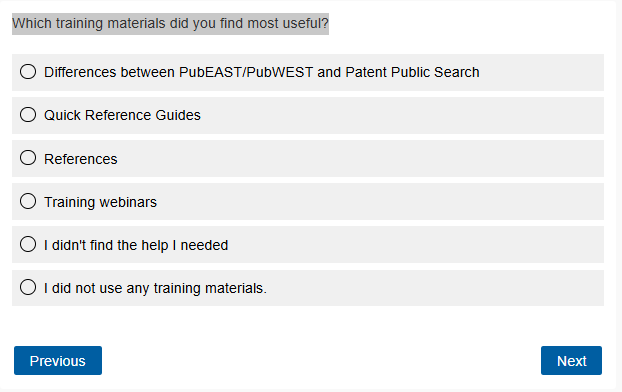 Which training materials did you find most useful?
Differences between PubEAST/PubWEST and Patent Public Search
Quick Reference Guides
References
Training webinars
I didn't find the help I needed
I did not use any training materials.
Previous
Next